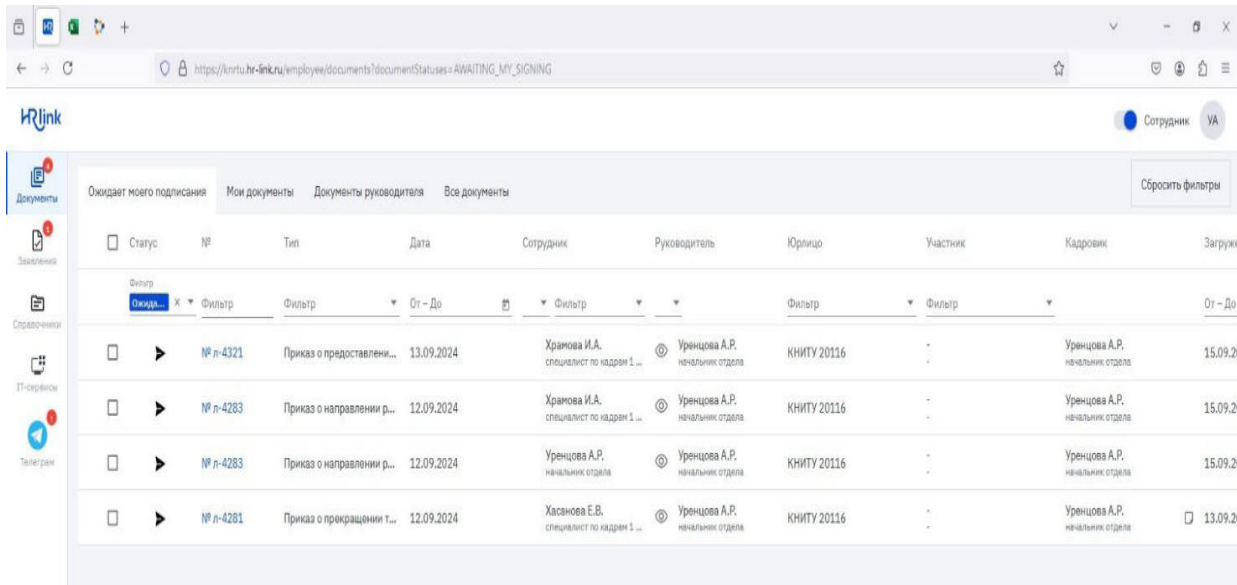 https://knrtu.hr-link.ru/employee/documents?documentStatuses=AWAITING_MY_SIGNING
HRlink
Сотрудник УА
4
Документы
Заявления
Справочники
IT-сервисы
Телеграм
Ожидает моего подписания Мои документы Документы руководителя Все документы Сбросить фильтры
Статус № Тип Дата Сотрудник Руководитель Юрлицо Участник Кадровик Загруже
Фильтр
Ожида... × Фильтр Фильтр От – До Фильтр Фильтр Фильтр От – До
№ л-4321 Приказ о предоставлени... 13.09.2024 Храмова И.А. Уренцова А.Р. КНИТУ 20116 - Уренцова А.Р. 15.09.2
специалист по кадрам 1 ... начальник отдела - начальник отдела
№ л-4283 Приказ о направлении р... 12.09.2024 Храмова И.А. Уренцова А.Р. КНИТУ 20116 - Уренцова А.Р. 15.09.2
специалист по кадрам 1 ... начальник отдела - начальник отдела
№ л-4283 Приказ о направлении р... 12.09.2024 Уренцова А.Р. Уренцова А.Р. КНИТУ 20116 - Уренцова А.Р. 15.09.2
начальник отдела начальник отдела - начальник отдела
№ л-4281 Приказ о прекращении т... 12.09.2024 Хасанова Е.В. Уренцова А.Р. КНИТУ 20116 - Уренцова А.Р. 13.09.2
специалист по кадрам 1 ... начальник отдела - начальник отдела